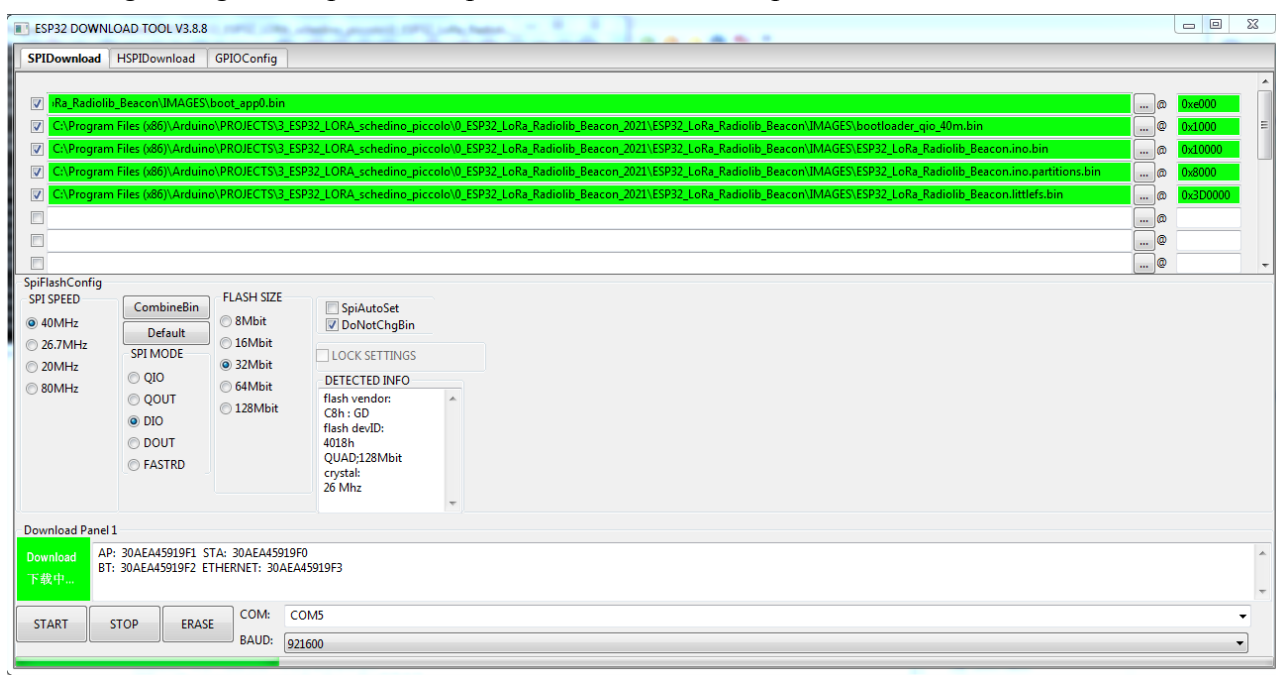 ESP32 DOWNLOAD TOOL V3.8.8
SPIDownload HSPIDownload GPIOConfig
Ra_Radiolib_Beacon\IMAGES\boot_app0.bin ... @ 0xe000
C:\Program Files (x86)\Arduino\PROJECTS\3_ESP32_LORA_schedino_piccolo\0_ESP32_LoRa_Radiolib_Beacon_2021\ESP32_LoRa_Radiolib_Beacon\IMAGES\bootloader_qio_40m.bin ... @ 0x1000
C:\Program Files (x86)\Arduino\PROJECTS\3_ESP32_LORA_schedino_piccolo\0_ESP32_LoRa_Radiolib_Beacon_2021\ESP32_LoRa_Radiolib_Beacon\IMAGES\ESP32_LoRa_Radiolib_Beacon.ino.bin ... @ 0x10000
C:\Program Files (x86)\Arduino\PROJECTS\3_ESP32_LORA_schedino_piccolo\0_ESP32_LoRa_Radiolib_Beacon_2021\ESP32_LoRa_Radiolib_Beacon\IMAGES\ESP32_LoRa_Radiolib_Beacon.ino.partitions.bin ... @ 0x8000
C:\Program Files (x86)\Arduino\PROJECTS\3_ESP32_LORA_schedino_piccolo\0_ESP32_LoRa_Radiolib_Beacon_2021\ESP32_LoRa_Radiolib_Beacon\IMAGES\ESP32_LoRa_Radiolib_Beacon.littlefs.bin ... @ 0x3D0000
... @
... @
... @
SpiFlashConfig
SPI SPEED
40MHz
26.7MHz
20MHz
80MHz
CombineBin
Default
SPI MODE
QIO
QOUT
DIO
DOUT
FASTRD
FLASH SIZE
8Mbit
16Mbit
32Mbit
64Mbit
128Mbit
SpiAutoSet
DoNotChgBin
LOCK SETTINGS
DETECTED INFO
flash vendor:
C8h : GD
flash devID:
4018h
QUAD;128Mbit
crystal:
26 Mhz
Download Panel 1
Download
下载中...
AP: 30AEA45919F1 STA: 30AEA45919F0
BT: 30AEA45919F2 ETHERNET: 30AEA45919F3
START STOP ERASE
COM: COM5
BAUD: 921600